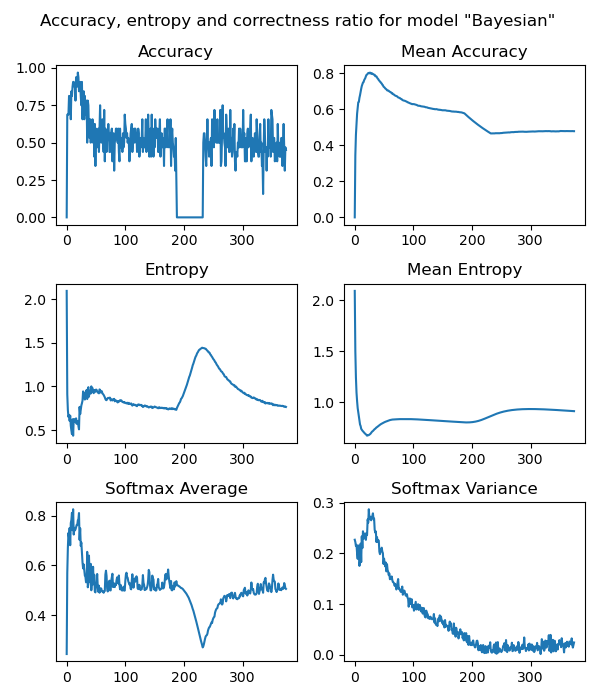 Accuracy, entropy and correctness ratio for model "Bayesian"
Accuracy
Mean Accuracy
1.00
0.75
0.50
0.25
0.00
0 100 200 300
0.8
0.6
0.4
0.2
0.0
0 100 200 300
Entropy
Mean Entropy
2.0
1.5
1.0
0.5
0 100 200 300
2.0
1.5
1.0
0 100 200 300
Softmax Average
Softmax Variance
0.8
0.6
0.4
0 100 200 300
0.3
0.2
0.1
0.0
0 100 200 300